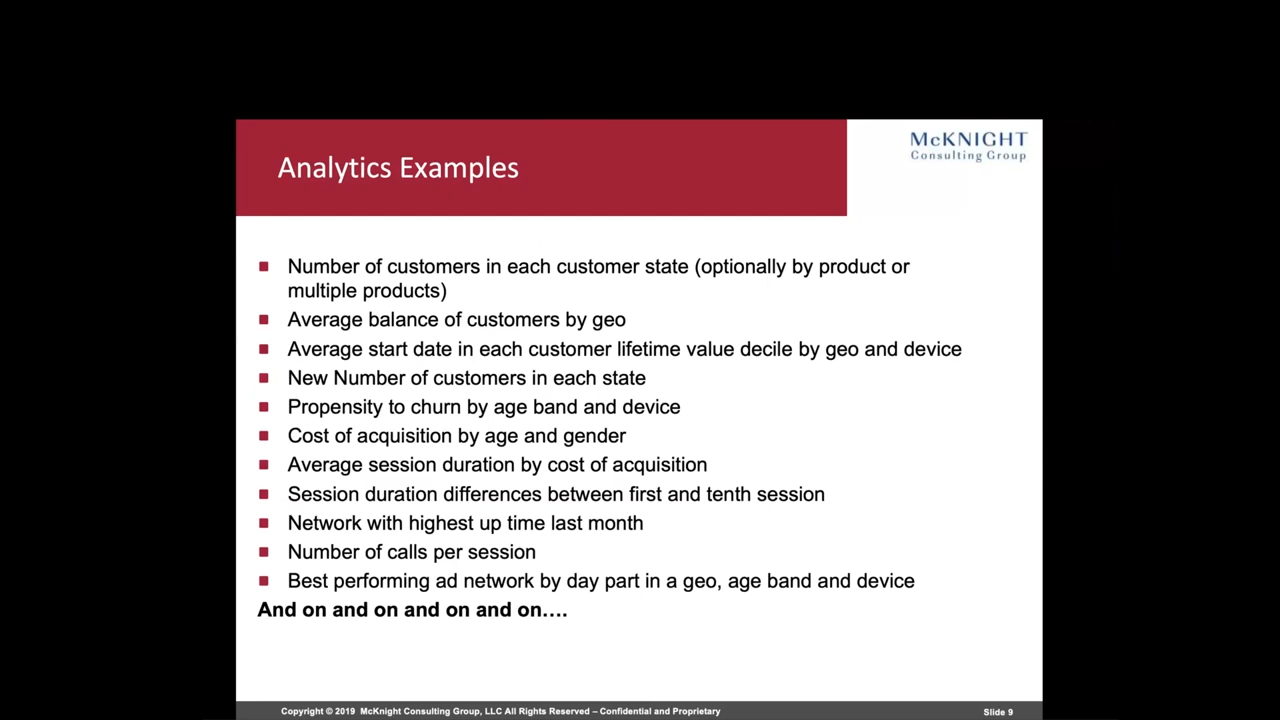 McKNIGHT
Consulting Group
Analytics Examples
Number of customers in each customer state (optionally by product or
multiple products)
Average balance of customers by geo
Average start date in each customer lifetime value decile by geo and device
New Number of customers in each state
Propensity to churn by age band and device
Cost of acquisition by age and gender
Average session duration by cost of acquisition
Session duration differences between first and tenth session
Network with highest up time last month
Number of calls per session
Best performing ad network by day part in a geo, age band and device
And on and on and on and on....
Copyright © 2019 McKnight Consulting Group, LLC All Rights Reserved – Confidential and Proprietary
Slide 9